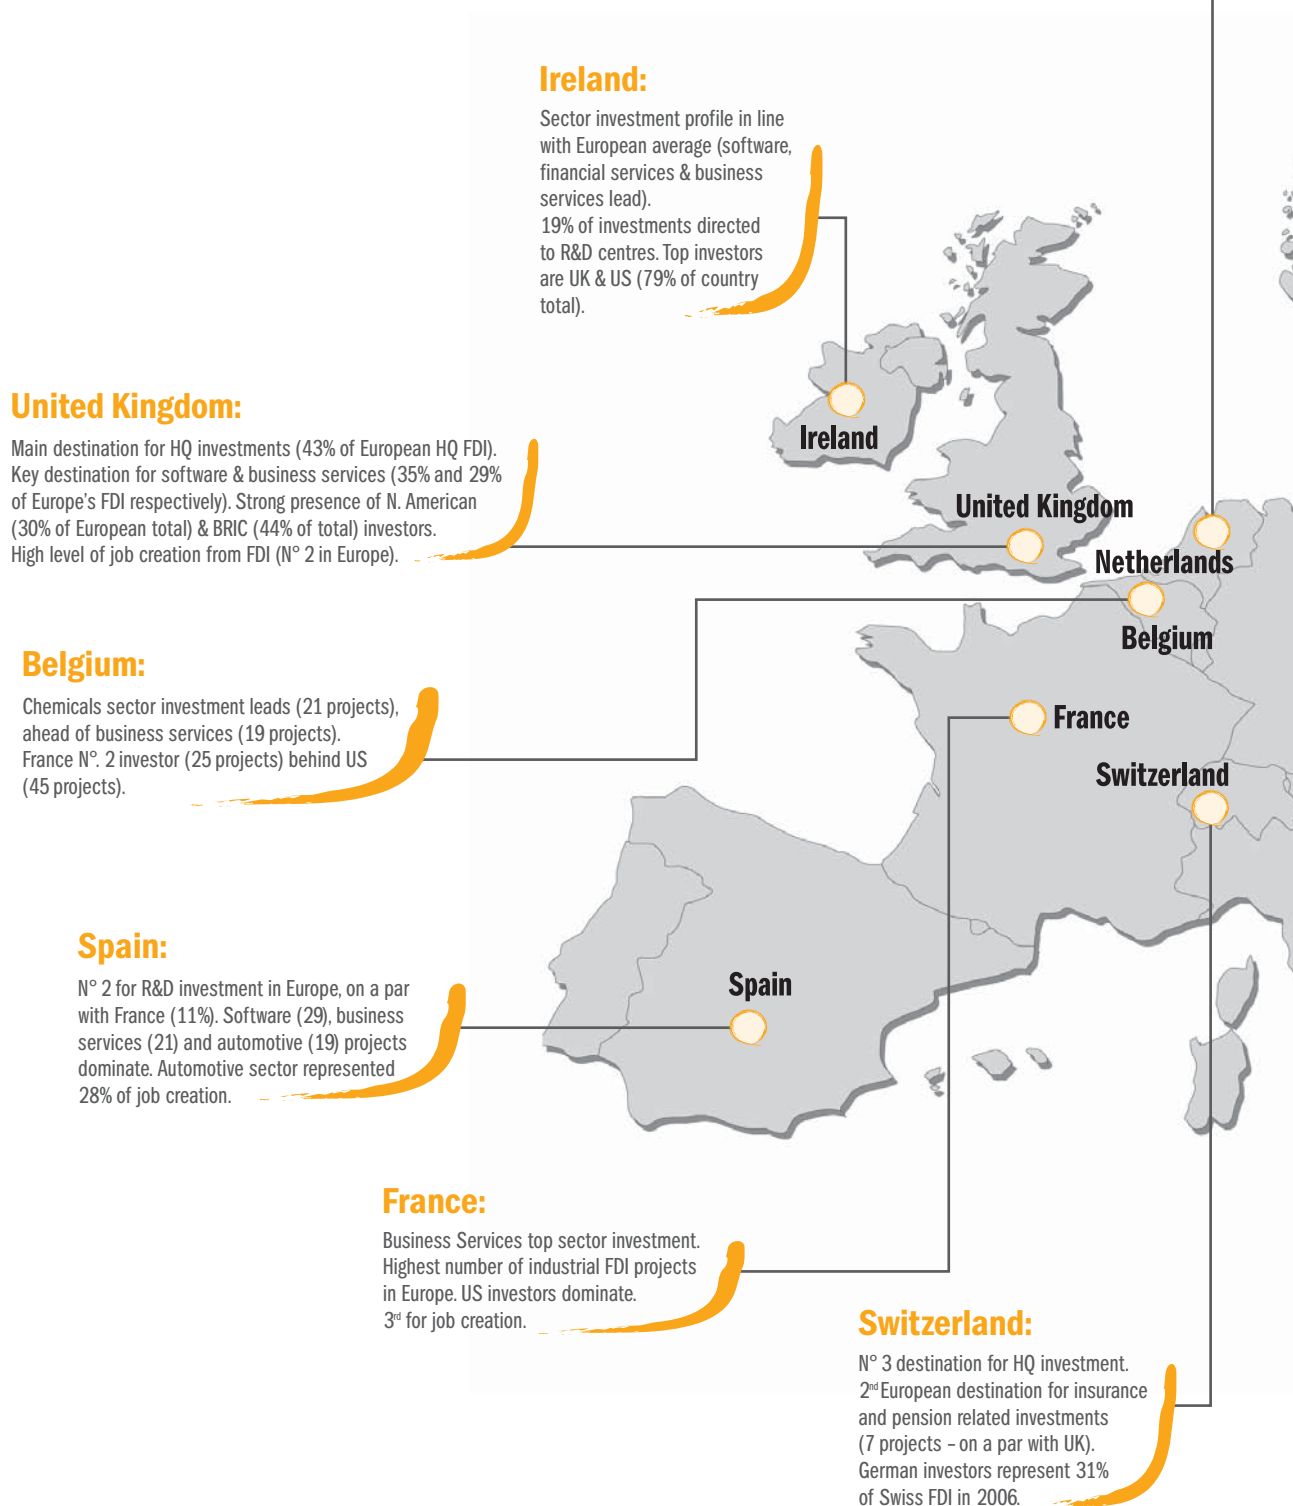 Ireland:
Sector investment profile in line
with European average (software,
financial services & business
services lead).
19% of investments directed
to R&D centres. Top investors
are UK & US (79% of country
total).
United Kingdom:
Main destination for HQ investments (43% of European HQ FDI).
Key destination for software & business services (35% and 29%
of Europe's FDI respectively). Strong presence of N. American
(30% of European total) & BRIC (44% of total) investors.
High level of job creation from FDI (N° 2 in Europe).
Belgium:
Chemicals sector investment leads (21 projects),
ahead of business services (19 projects).
France N°. 2 investor (25 projects) behind US
(45 projects).
Spain:
N° 2 for R&D investment in Europe, on a par
with France (11%). Software (29), business
services (21) and automotive (19) projects
dominate. Automotive sector represented
28% of job creation.
France:
Business Services top sector investment.
Highest number of industrial FDI projects
in Europe. US investors dominate.
3rd for job creation.
Switzerland:
N° 3 destination for HQ investment.
2nd European destination for insurance
and pension related investments
(7 projects – on a par with UK).
German investors represent 31%
of Swiss FDI in 2006.
Ireland
United Kingdom
Netherlands
Belgium
France
Switzerland
Spain